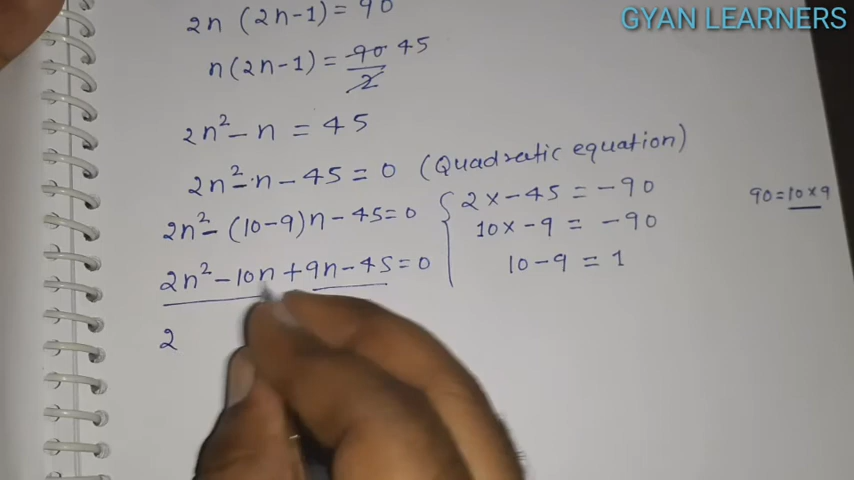 2n (2n-1) = 90
GYAN LEARNERS
n(2n-1) = 90/2 45
2n² - n = 45
2n² - n - 45 = 0 (Quadratic equation)
2n² - (10-9)n - 45 = 0
2n² - 10n + 9n - 45 = 0
2
2 × -45 = -90
10 × -9 = -90
10 - 9 = 1
90 = 10 × 9